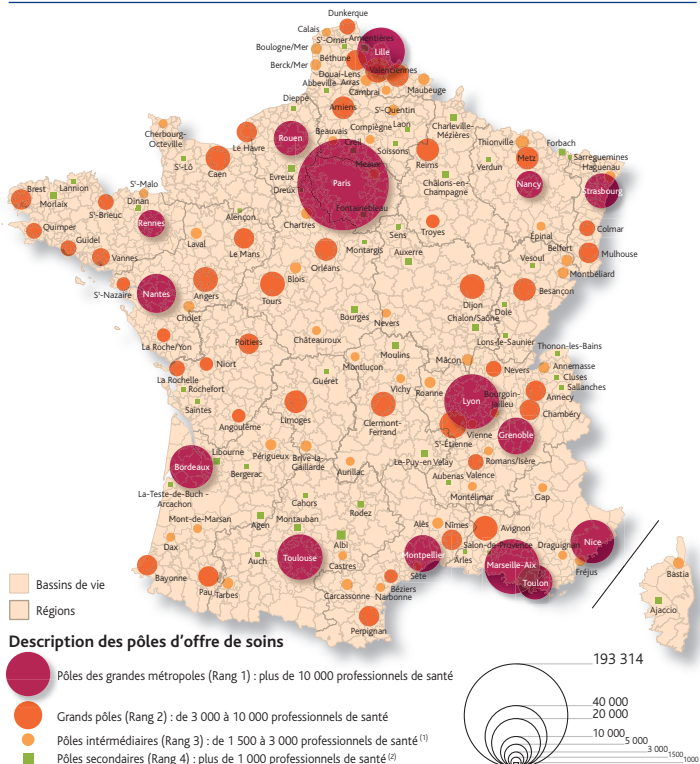 Dunkerque
Calais
Sᵗ-Omer Armentières
Boulogne/Mer
Lille
Béthune
Berck/Mer
Douai-Lens Valenciennes
Abbeville Arras
Cambrai
Maubeuge
Dieppe
Amiens
Sᵗ-Quentin
Cherbourg-
Octeville
Le Havre
Rouen
Beauvais
Compiègne
Laon
Charleville-
Mézières
Creil
Soissons
Thionville
Forbach
Sᵗ-Lô
Caen
Meaux
Reims
Metz
Sarreguemines
Verdun
Haguenau
Evreux
Dreux
Paris
Châlons-en-
Champagne
Nancy
Strasbourg
Brest
Lannion
Sᵗ-Malo
Morlaix
Dinan
Sᵗ-Brieuc
Fontainebleau
Alençon
Rennes
Chartres
Sens
Troyes
Quimper
Guidel
Laval
Le Mans
Montargis
Auxerre
Épinal
Colmar
Vannes
Orléans
Belfort
Mulhouse
Vesoul
Montbéliard
Blois
Sᵗ-Nazaire
Nantes
Angers
Tours
Dijon
Besançon
Cholet
Bourges
Nevers
Dole
Chalon/Saône
La Roche/Yon
Poitiers
Châteauroux
Moulins
Lons-le-Saunier
Thonon-les-Bains
La Rochelle
Niort
Montluçon
Mâcon
Nevers
Annemasse
Cluses
Rochefort
Guéret
Vichy
Roanne
Bourgoin-
Jailleu
Sallanches
Annecy
Saintes
Lyon
Limoges
Clermont-
Ferrand
Chambéry
Angoulême
Sᵗ-Étienne
Vienne
Grenoble
Libourne
Périgueux
Brive-la-
Gaillarde
Le-Puy-en-Velay
Romans/Isère
Bordeaux
Bergerac
Aurillac
Aubenas
Valence
La-Teste-de-Buch -
Arcachon
Cahors
Montélimar
Gap
Mont-de-Marsan
Agen
Montauban
Rodez
Alès
Nîmes
Avignon
Dax
Albi
Salon-de-Provence
Draguignan
Nice
Bayonne
Auch
Toulouse
Castres
Montpellier
Arles
Marseille-Aix
Fréjus
Pau
Tarbes
Sète
Toulon
Bastia
Carcassonne
Béziers
Narbonne
Ajaccio
Perpignan
Bassins de vie
Régions
Description des pôles d’offre de soins
Pôles des grandes métropoles (Rang 1) : plus de 10 000 professionnels de santé
Grands pôles (Rang 2) : de 3 000 à 10 000 professionnels de santé
Pôles intérmédiaires (Rang 3) : de 1 500 à 3 000 professionnels de santé (1)
Pôles secondaires (Rang 4) : plus de 1 000 professionnels de santé (2)
193 314
40 000
20 000
10 000
5 000
3 000
1500
1000